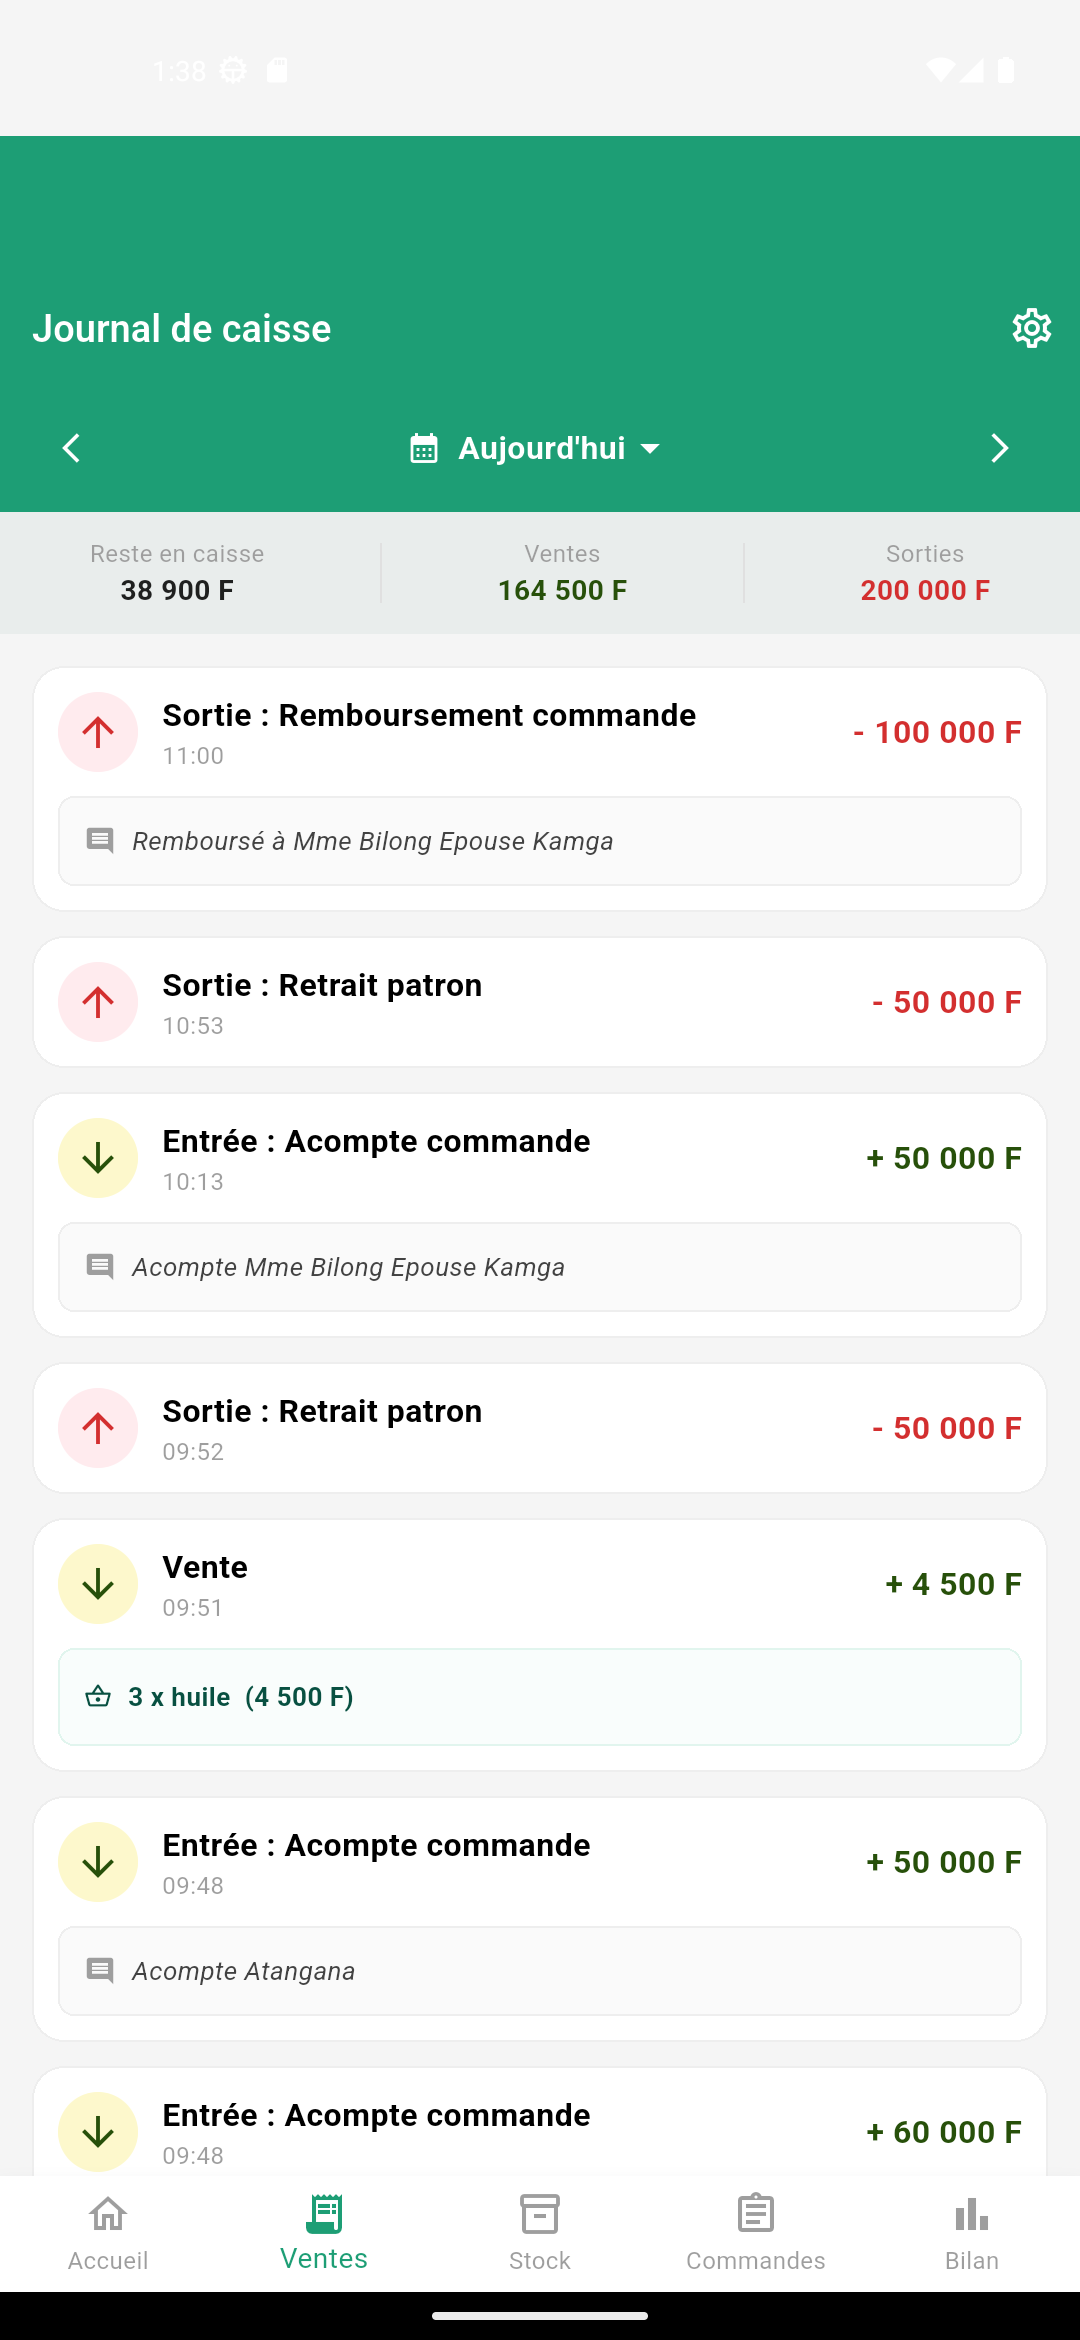 1:38
Journal de caisse
Aujourd'hui
Reste en caisse
38 900 F
Ventes
164 500 F
Sorties
200 000 F
Sortie : Remboursement commande
11:00
- 100 000 F
Remboursé à Mme Bilong Epouse Kamga
Sortie : Retrait patron
10:53
- 50 000 F
Entrée : Acompte commande
10:13
+ 50 000 F
Acompte Mme Bilong Epouse Kamga
Sortie : Retrait patron
09:52
- 50 000 F
Vente
09:51
+ 4 500 F
3 x huile (4 500 F)
Entrée : Acompte commande
09:48
+ 50 000 F
Acompte Atangana
Entrée : Acompte commande
09:48
+ 60 000 F
Accueil
Ventes
Stock
Commandes
Bilan